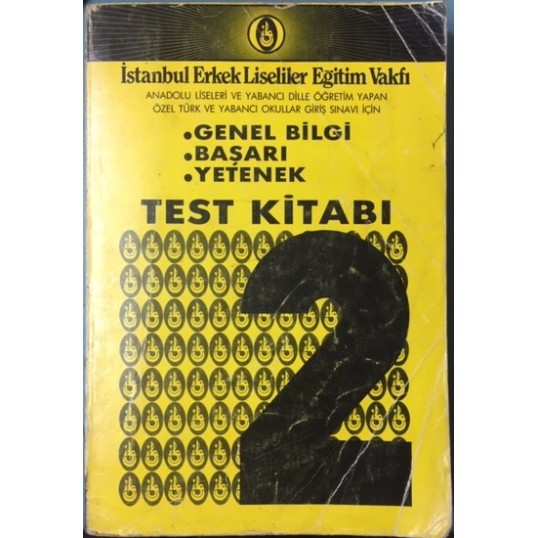 İstanbul Erkek Liseliler Eğitim Vakfı
ANADOLU LİSELERİ VE YABANCI DİLLE ÖĞRETİM YAPAN
ÖZEL TÜRK VE YABANCI OKULLAR GİRİŞ SINAVI İÇİN
•GENEL BİLGİ
•BAŞARI
•YETENEK
TEST KİTABI
2